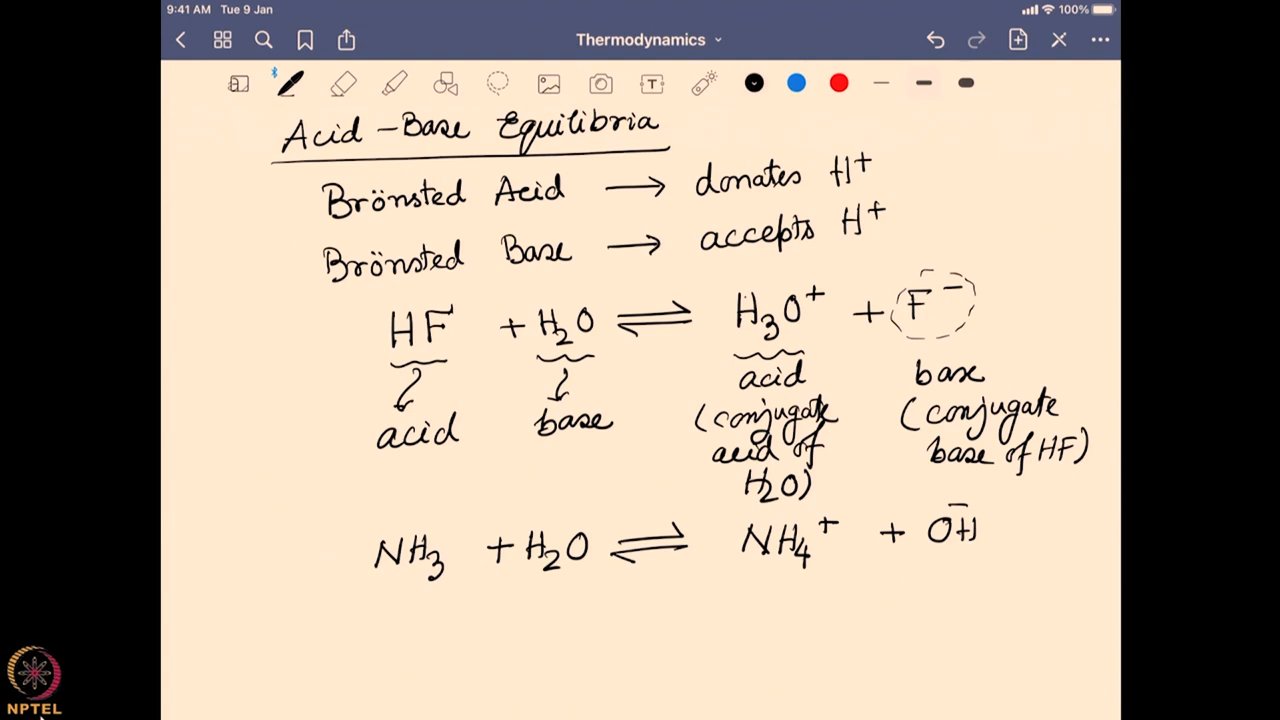 9:41 AM Tue 9 Jan
100%
Thermodynamics
T
Acid-Base Equilibria
Brönsted Acid → donates H⁺
Brönsted Base → accepts H⁺
HF + H₂O ⇌ H₃O⁺ + F⁻
acid base acid base
(conjugate acid of H₂O) (conjugate base of HF)
NH₃ + H₂O ⇌ NH₄⁺ + OH⁻
NPTEL